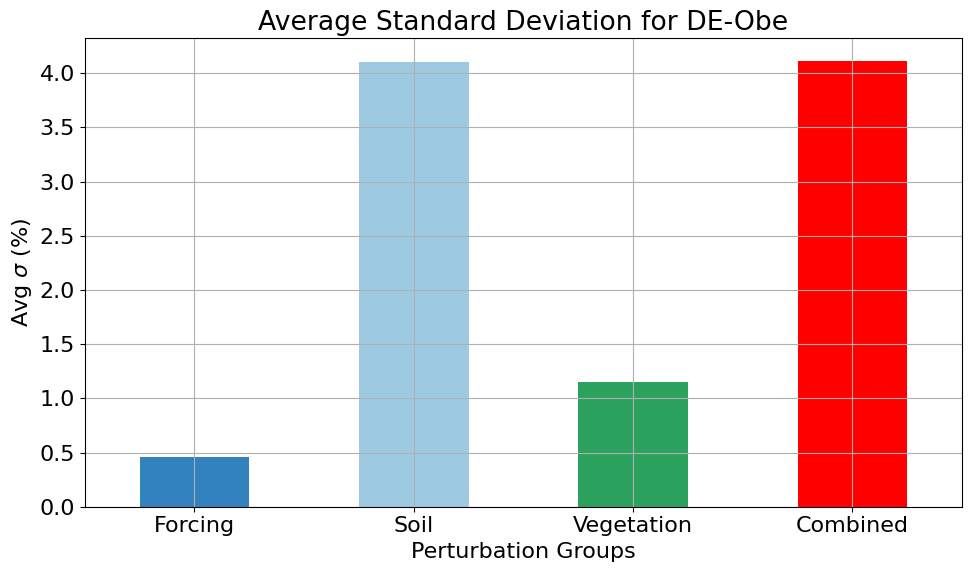 Average Standard Deviation for DE-Obe
Avg σ (%)
4.0
3.5
3.0
2.5
2.0
1.5
1.0
0.5
0.0
Forcing Soil Vegetation Combined
Perturbation Groups